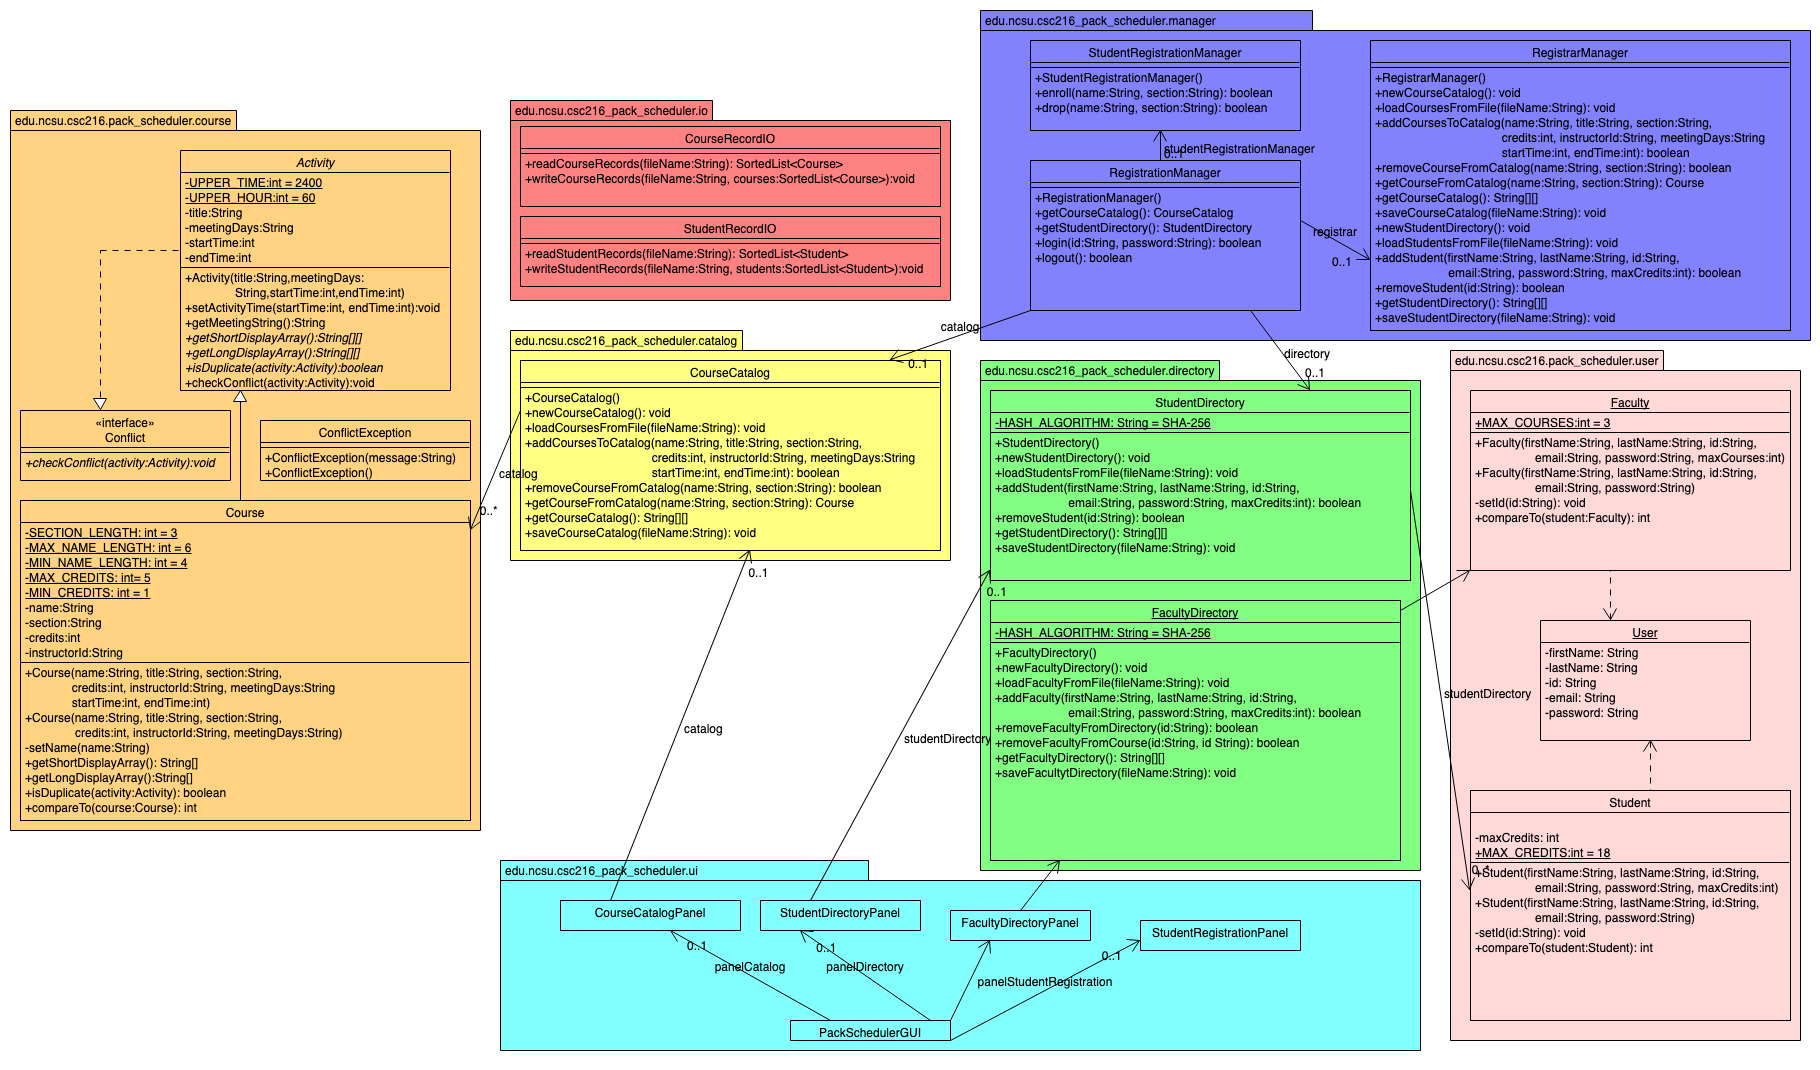 edu.ncsu.csc216.pack_scheduler.course
Activity
-UPPER_TIME:int = 2400
-UPPER_HOUR:int = 60
-title:String
-meetingDays:String
-startTime:int
-endTime:int
+Activity(title:String,meetingDays:
String,startTime:int,endTime:int)
+setActivityTime(startTime:int, endTime:int):void
+getMeetingString():String
+getShortDisplayArray():String[][]
+getLongDisplayArray():String[][]
+isDuplicate(activity:Activity):boolean
+checkConflict(activity:Activity):void
«interface»
Conflict
+checkConflict(activity:Activity):void
ConflictException
+ConflictException(message:String)
+ConflictException()
Course
-SECTION_LENGTH: int = 3
-MAX_NAME_LENGTH: int = 6
-MIN_NAME_LENGTH: int = 4
-MAX_CREDITS: int= 5
-MIN_CREDITS: int = 1
-name:String
-section:String
-credits:int
-instructorId:String
+Course(name:String, title:String, section:String,
credits:int, instructorId:String, meetingDays:String
startTime:int, endTime:int)
+Course(name:String, title:String, section:String,
credits:int, instructorId:String, meetingDays:String)
-setName(name:String)
+getShortDisplayArray(): String[]
+getLongDisplayArray():String[]
+isDuplicate(activity:Activity): boolean
+compareTo(course:Course): int
edu.ncsu.csc216_pack_scheduler.io
CourseRecordIO
+readCourseRecords(fileName:String): SortedList<Course>
+writeCourseRecords(fileName:String, courses:SortedList<Course>):void
StudentRecordIO
+readStudentRecords(fileName:String): SortedList<Student>
+writeStudentRecords(fileName:String, students:SortedList<Student>):void
edu.ncsu.csc216_pack_scheduler.catalog
CourseCatalog
+CourseCatalog()
+newCourseCatalog(): void
+loadCoursesFromFile(fileName:String): void
+addCoursesToCatalog(name:String, title:String, section:String,
credits:int, instructorId:String, meetingDays:String
startTime:int, endTime:int): boolean
+removeCourseFromCatalog(name:String, section:String): boolean
+getCourseFromCatalog(name:String, section:String): Course
+getCourseCatalog(): String[][]
+saveCourseCatalog(fileName:String): void
catalog
0..*
catalog
0..1
edu.ncsu.csc216_pack_scheduler.manager
StudentRegistrationManager
+StudentRegistrationManager()
+enroll(name:String, section:String): boolean
+drop(name:String, section:String): boolean
studentRegistrationManager
0..1
RegistrationManager
+RegistrationManager()
+getCourseCatalog(): CourseCatalog
+getStudentDirectory(): StudentDirectory
+login(id:String, password:String): boolean
+logout(): boolean
registrar
0..1
RegistrarManager
+RegistrarManager()
+newCourseCatalog(): void
+loadCoursesFromFile(fileName:String): void
+addCoursesToCatalog(name:String, title:String, section:String,
credits:int, instructorId:String, meetingDays:String
startTime:int, endTime:int): boolean
+removeCourseFromCatalog(name:String, section:String): boolean
+getCourseFromCatalog(name:String, section:String): Course
+getCourseCatalog(): String[][]
+saveCourseCatalog(fileName:String): void
+newStudentDirectory(): void
+loadStudentsFromFile(fileName:String): void
+addStudent(firstName:String, lastName:String, id:String,
email:String, password:String, maxCredits:int): boolean
+removeStudent(id:String): boolean
+getStudentDirectory(): String[][]
+saveStudentDirectory(fileName:String): void
directory
0..1
edu.ncsu.csc216.pack_scheduler.directory
StudentDirectory
-HASH_ALGORITHM: String = SHA-256
+StudentDirectory()
+newStudentDirectory(): void
+loadStudentsFromFile(fileName:String): void
+addStudent(firstName:String, lastName:String, id:String,
email:String, password:String, maxCredits:int): boolean
+removeStudent(id:String): boolean
+getStudentDirectory(): String[][]
+saveStudentDirectory(fileName:String): void
0..1
FacultyDirectory
-HASH_ALGORITHM: String = SHA-256
+FacultyDirectory()
+newFacultyDirectory(): void
+loadFacultyFromFile(fileName:String): void
+addFaculty(firstName:String, lastName:String, id:String,
email:String, password:String, maxCredits:int): boolean
+removeFacultyFromDirectory(id:String): boolean
+removeFacultyFromCourse(id:String, id String): boolean
+getFacultyDirectory(): String[][]
+saveFacultytDirectory(fileName:String): void
edu.ncsu.csc216.pack_scheduler.user
Faculty
+MAX_COURSES:int = 3
+Faculty(firstName:String, lastName:String, id:String,
email:String, password:String, maxCourses:int)
+Faculty(firstName:String, lastName:String, id:String,
email:String, password:String)
-setId(id:String): void
+compareTo(student:Faculty): int
User
-firstName: String
-lastName: String
-id: String
-email: String
-password: String
studentDirectory
Student
-maxCredits: int
+MAX_CREDITS:int = 18
0..*
+Student(firstName:String, lastName:String, id:String,
email:String, password:String, maxCredits:int)
+Student(firstName:String, lastName:String, id:String,
email:String, password:String)
-setId(id:String): void
+compareTo(student:Student): int
0..1
catalog
studentDirectory
edu.ncsu.csc216_pack_scheduler.ui
CourseCatalogPanel
StudentDirectoryPanel
FacultyDirectoryPanel
StudentRegistrationPanel
0..1
0..1
0..1
panelCatalog
panelDirectory
panelStudentRegistration
PackSchedulerGUI